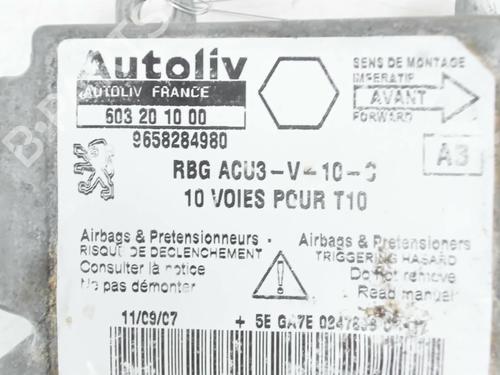 Autoliv
AUTOLIV FRANCE
603 20 10 00
9658284980
SENS DE MONTAGE
IMPERATIF
AVANT
FORWARD
A3
RBG ACU3-V-10-
10 VOIES POUR T10
Airbags & Pretensionneurs -
RISQUE DE DECLENCHEMENT
Consulter la notice
Ne pas démonter
Airbags & Pretensioners
TRIGGERING HASARD
Do not remove
Read manual
11/09/07
+ 5E GA7E